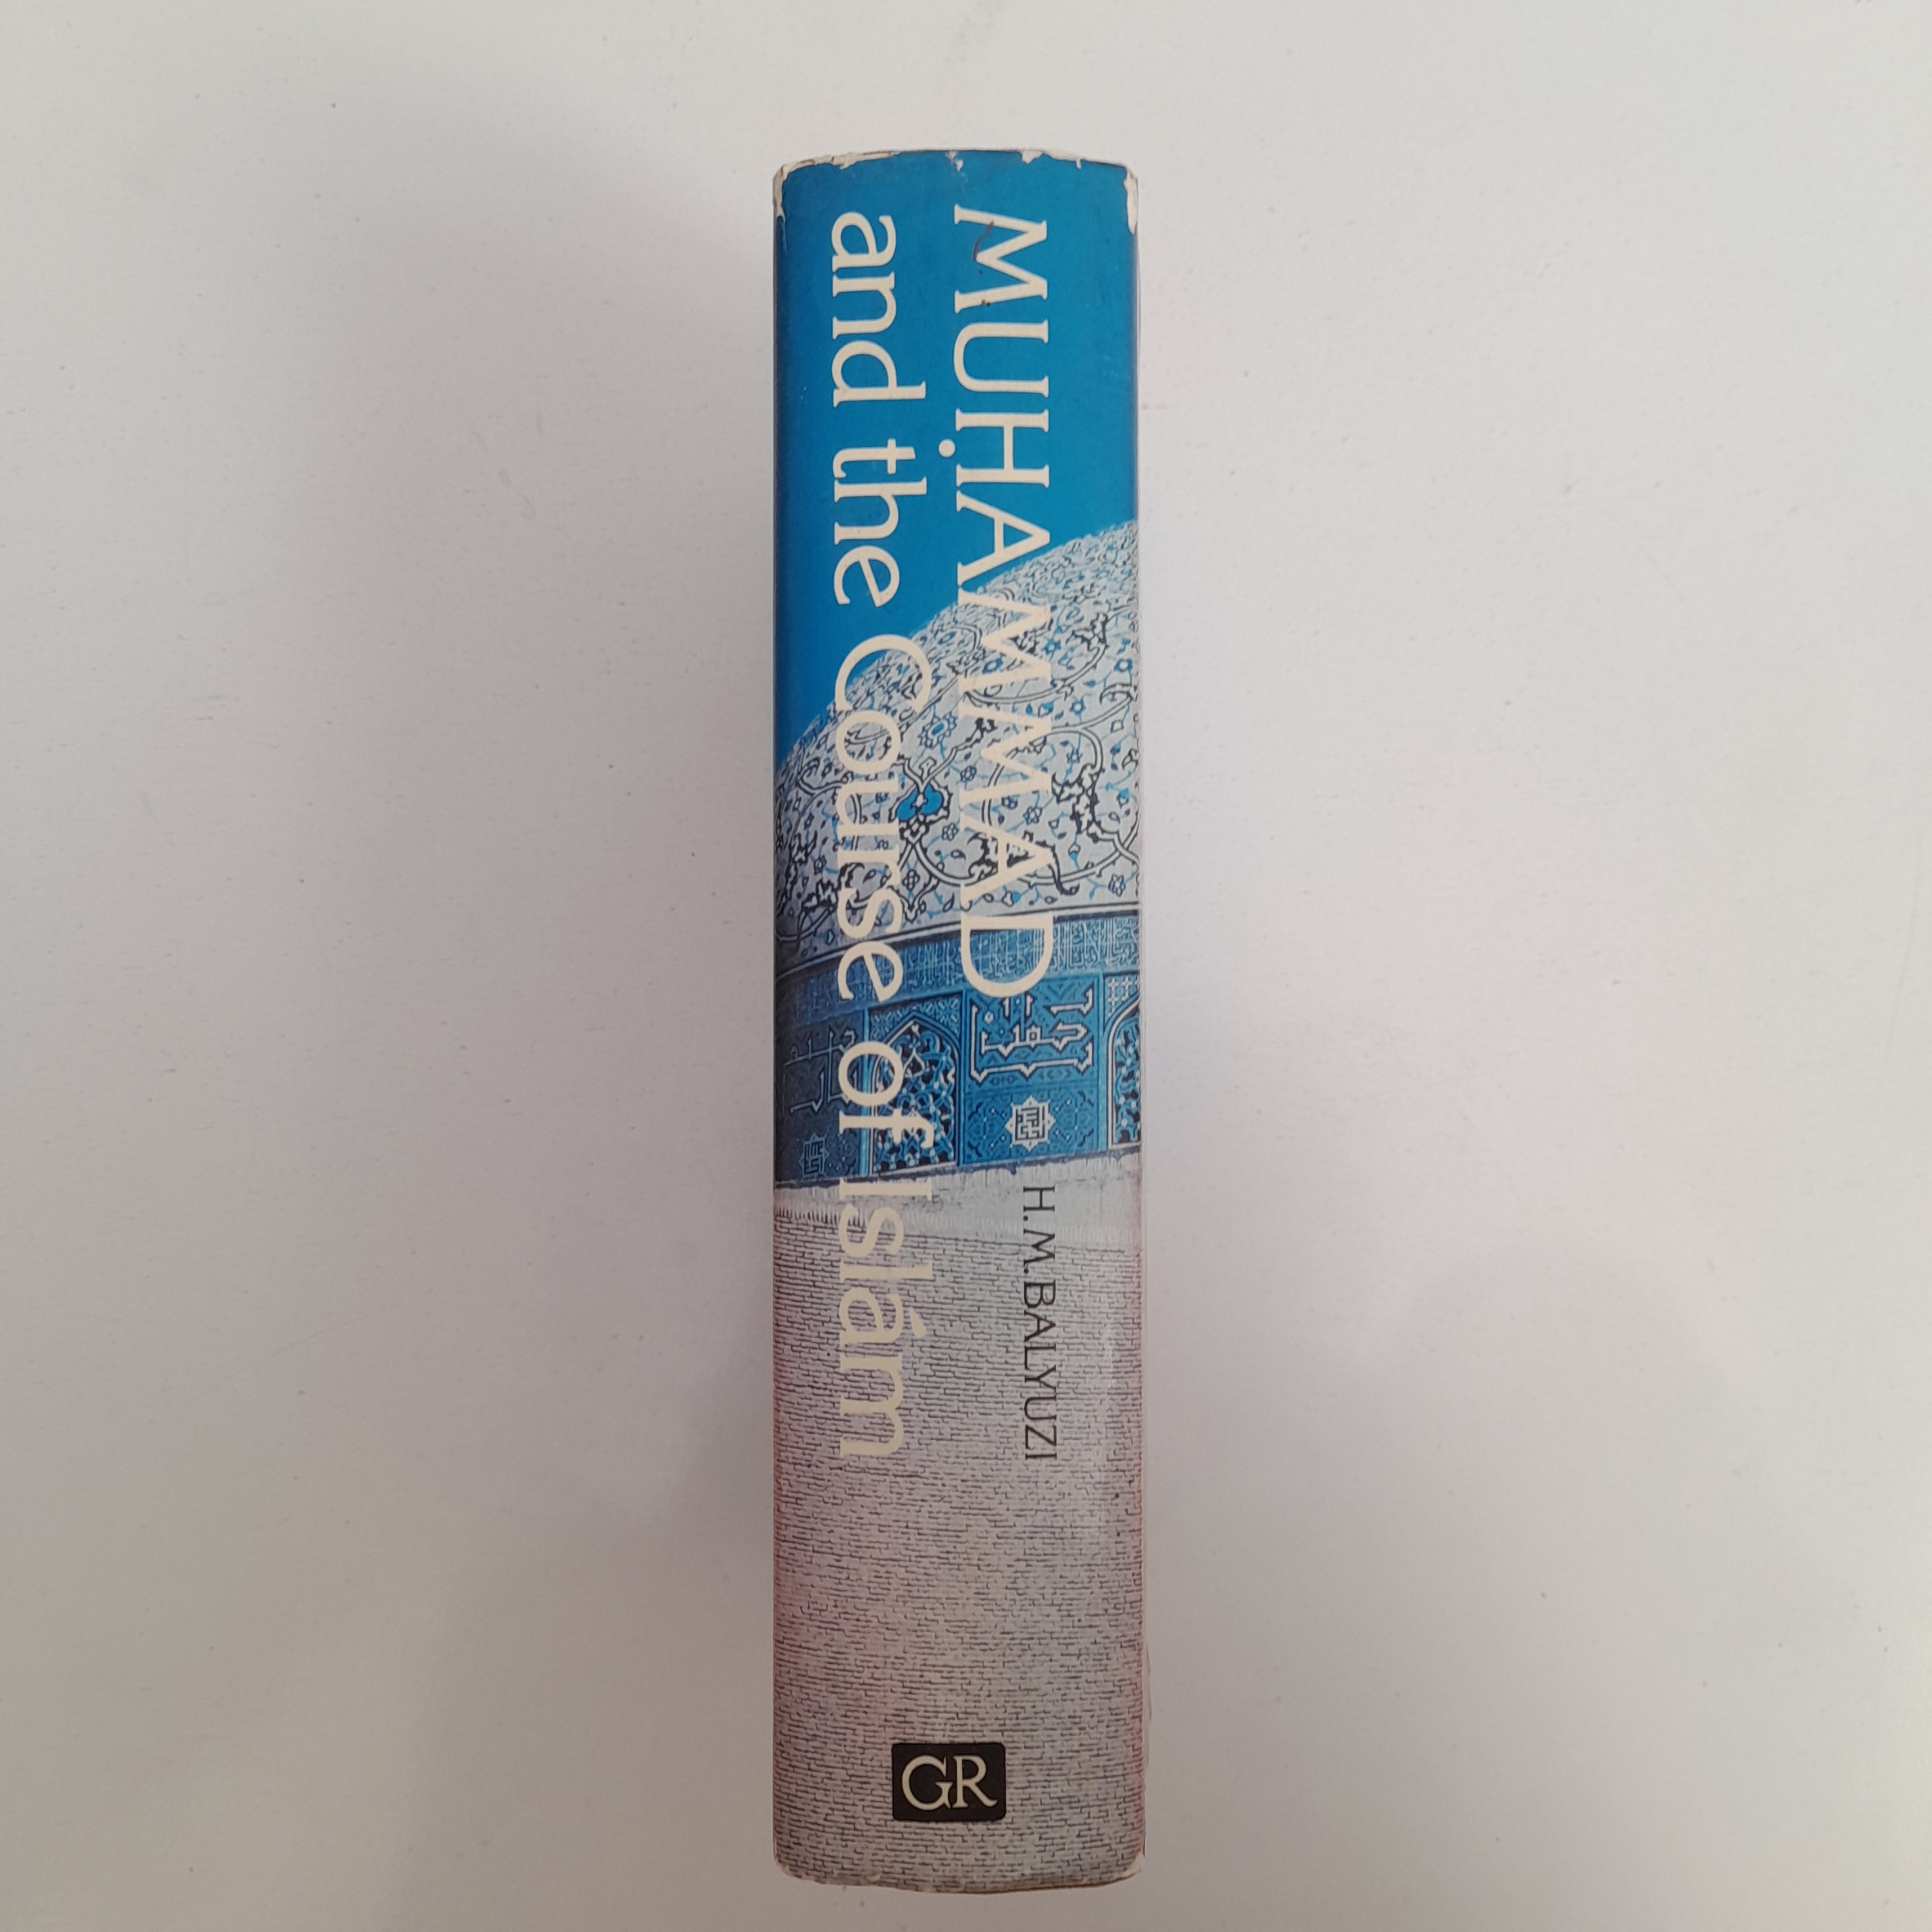 MUḤAMMAD
and the Course of Islám
H. M. BALYUZI
GR